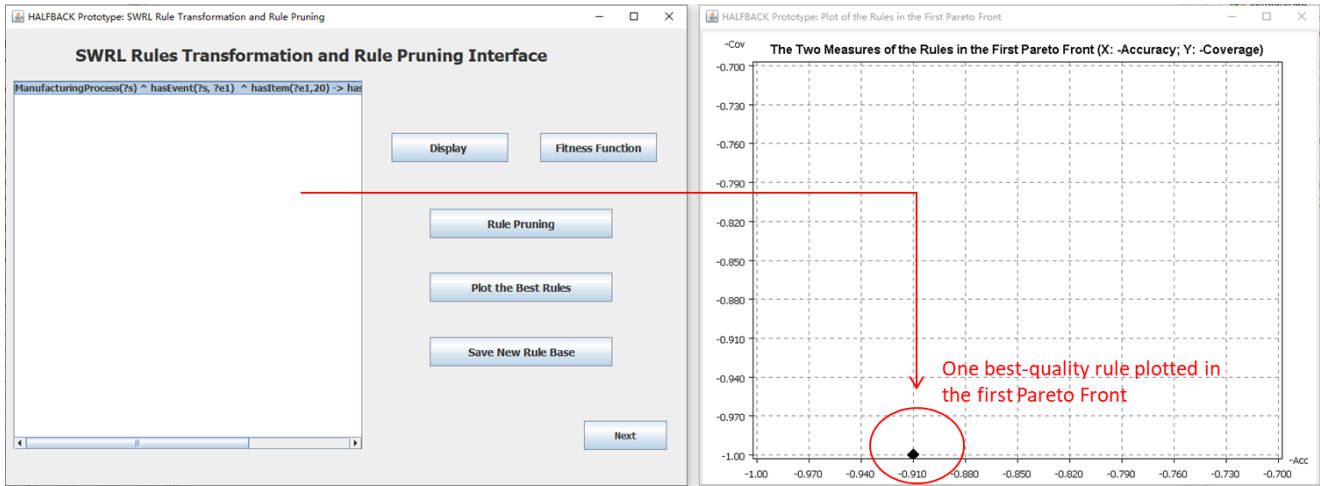 HALFBACK Prototype: SWRL Rule Transformation and Rule Pruning
SWRL Rules Transformation and Rule Pruning Interface
ManufacturingProcess(?s) ^ hasEvent(?s, ?e1)  ^ hasItem(?e1,20) -> has
Display
Fitness Function
Rule Pruning
Plot the Best Rules
Save New Rule Base
Next
HALFBACK Prototype: Plot of the Rules in the First Pareto Front
-Cov
The Two Measures of the Rules in the First Pareto Front (X: -Accuracy; Y: -Coverage)
-0.700
-0.730
-0.760
-0.790
-0.820
-0.850
-0.880
-0.910
-0.940
-0.970
-1.00
One best-quality rule plotted in
the first Pareto Front
-1.00 -0.970 -0.940 -0.910 -0.880 -0.850 -0.820 -0.790 -0.760 -0.730 -0.700
-Acc